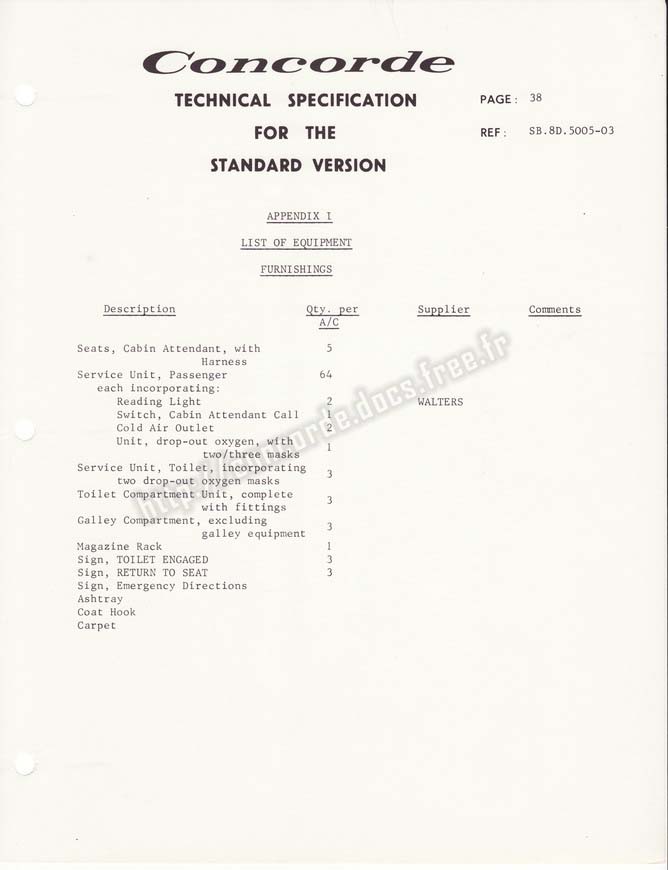 Concorde
TECHNICAL SPECIFICATION
PAGE: 38
FOR THE
REF: SB.8D.5005-03
STANDARD VERSION
APPENDIX I
LIST OF EQUIPMENT
FURNISHINGS
Description Qty. per Supplier Comments
A/C
Seats, Cabin Attendant, with 5
Harness
Service Unit, Passenger 64
each incorporating:
Reading Light 2 WALTERS
Switch, Cabin Attendant Call 1
Cold Air Outlet 2
Unit, drop-out oxygen, with 1
two/three masks
Service Unit, Toilet, incorporating 3
two drop-out oxygen masks
Toilet Compartment Unit, complete 3
with fittings
Galley Compartment, excluding 3
galley equipment
Magazine Rack 1
Sign, TOILET ENGAGED 3
Sign, RETURN TO SEAT 3
Sign, Emergency Directions
Ashtray
Coat Hook
Carpet
http://concorde.docs.free.fr